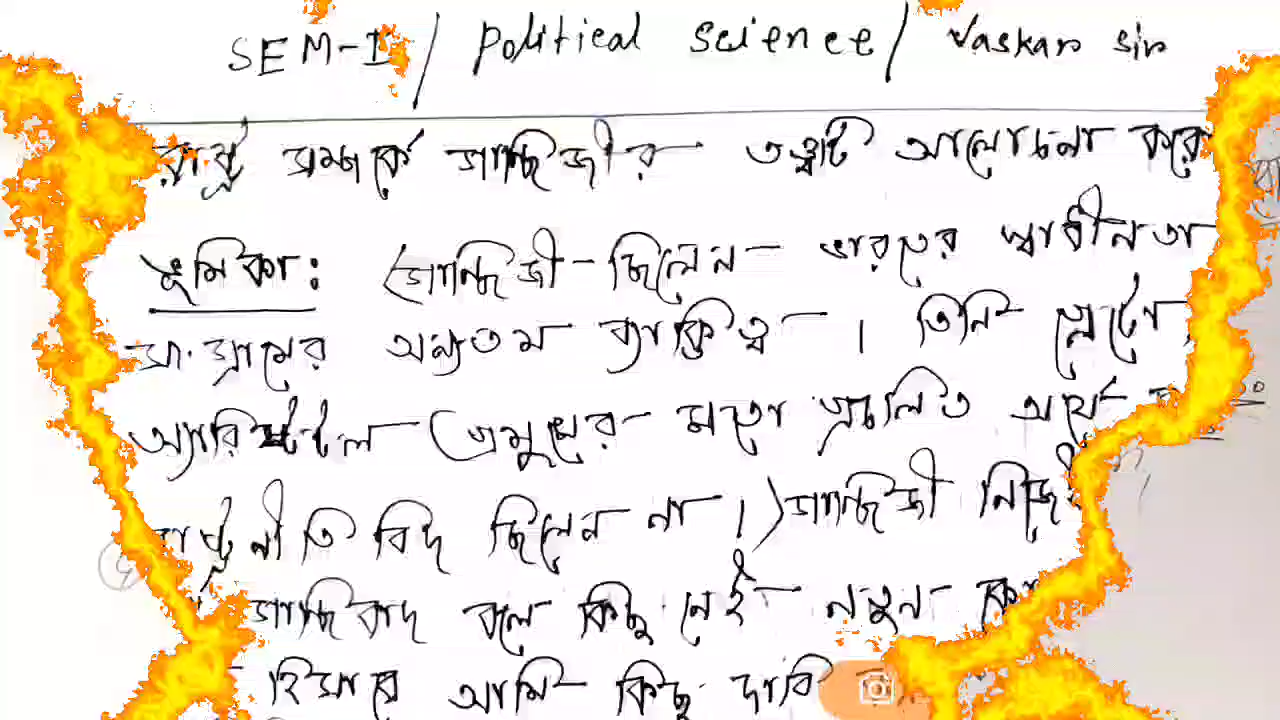 SEM-I / Political Science / Vaskar sir
রাষ্ট্র সম্পর্কে গান্ধিজীর তত্ত্বটি আলোচনা করো
ভূমিকা: গান্ধিজী ছিলেন ভারতের স্বাধীনতা
সংগ্রামের অন্যতম ব্যাক্তিত্ব । তিনি প্লেটো,
অ্যারিস্টটল প্রমুখের মতো প্রচলিত অর্থে
রাষ্ট্রনীতিবিদ ছিলেন না । গান্ধিজী
গান্ধিবাদ বলে কিছু নেই নতুন
হিসাবে আমি কিছু দাবি